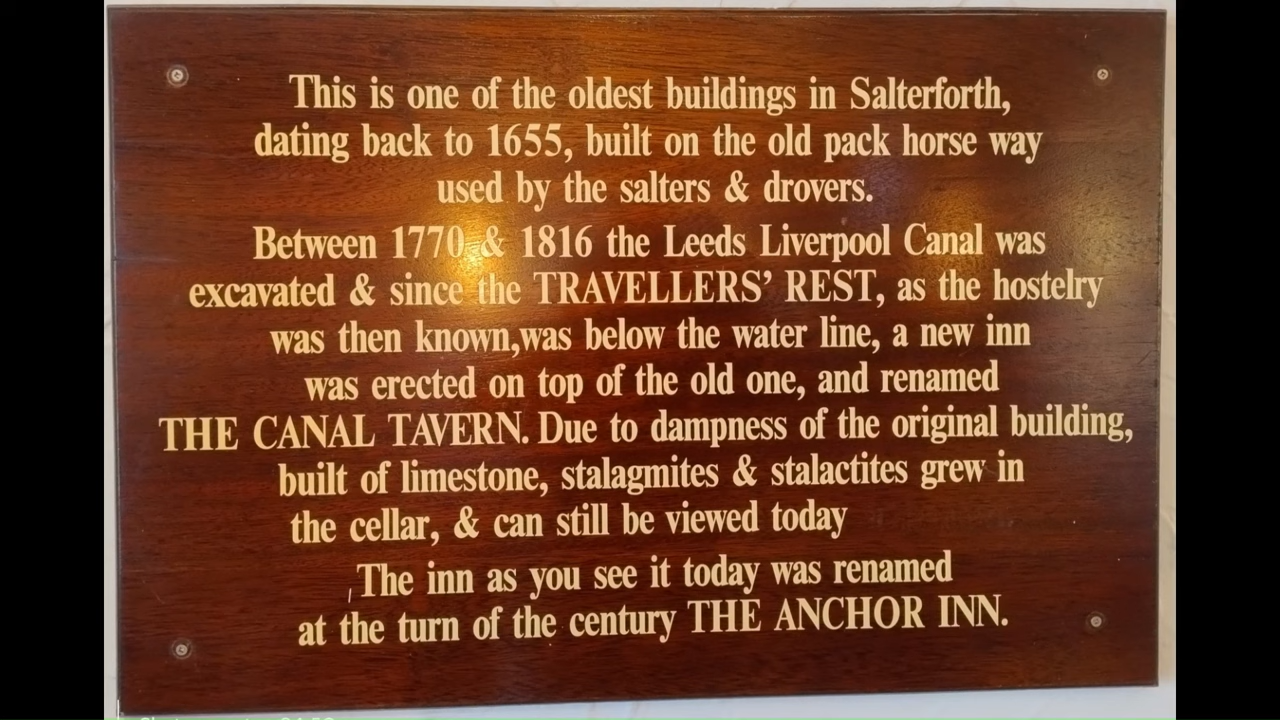 This is one of the oldest buildings in Salterforth,
dating back to 1655, built on the old pack horse way
used by the salters & drovers.
Between 1770 & 1816 the Leeds Liverpool Canal was
excavated & since the TRAVELLERS' REST, as the hostelry
was then known,was below the water line, a new inn
was erected on top of the old one, and renamed
THE CANAL TAVERN. Due to dampness of the original building,
built of limestone, stalagmites & stalactites grew in
the cellar, & can still be viewed today
The inn as you see it today was renamed
at the turn of the century THE ANCHOR INN.